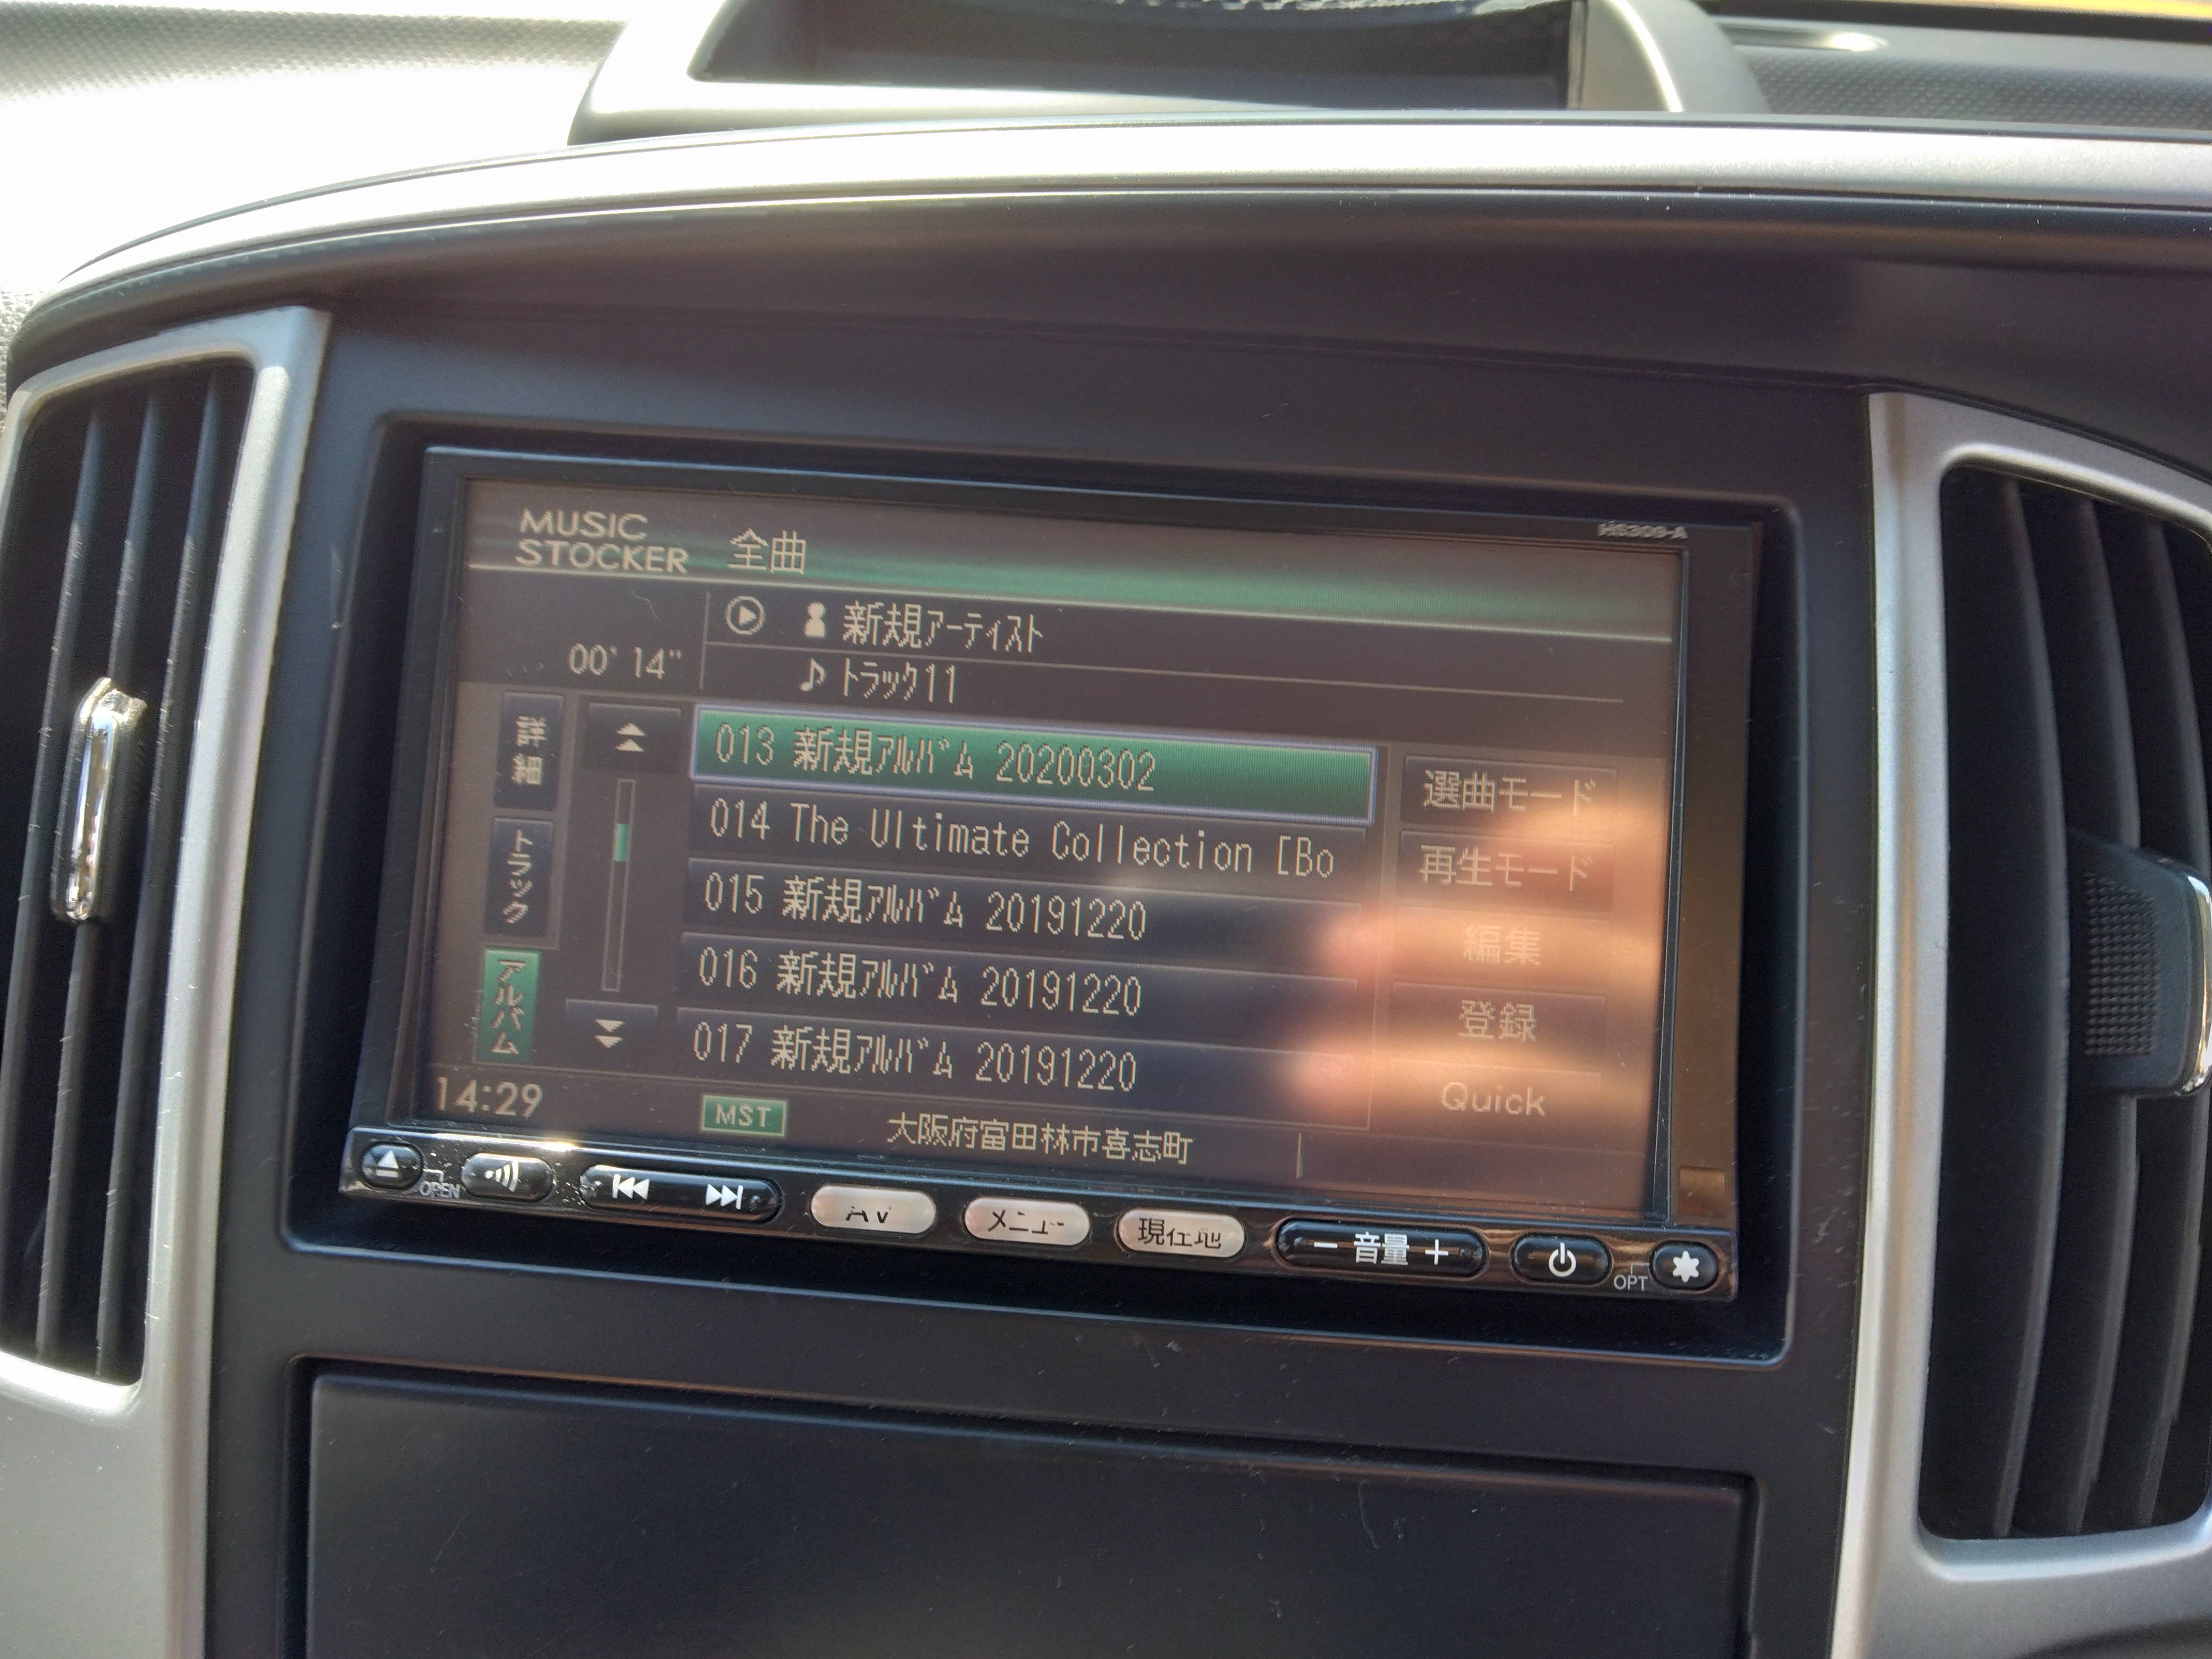 HS309-A
MUSIC
STOCKER
全曲
新規アーティスト
00' 14"
トラック11
詳細
トラック
アルバム
013 新規アルバム 20200302
014 The Ultimate Collection [Bo
015 新規アルバム 20191220
016 新規アルバム 20191220
017 新規アルバム 20191220
選曲モード
再生モード
編集
登録
Quick
14:29
MST
大阪府富田林市喜志町
OPEN
AV
メニュー
現在地
− 音量 +
OPT